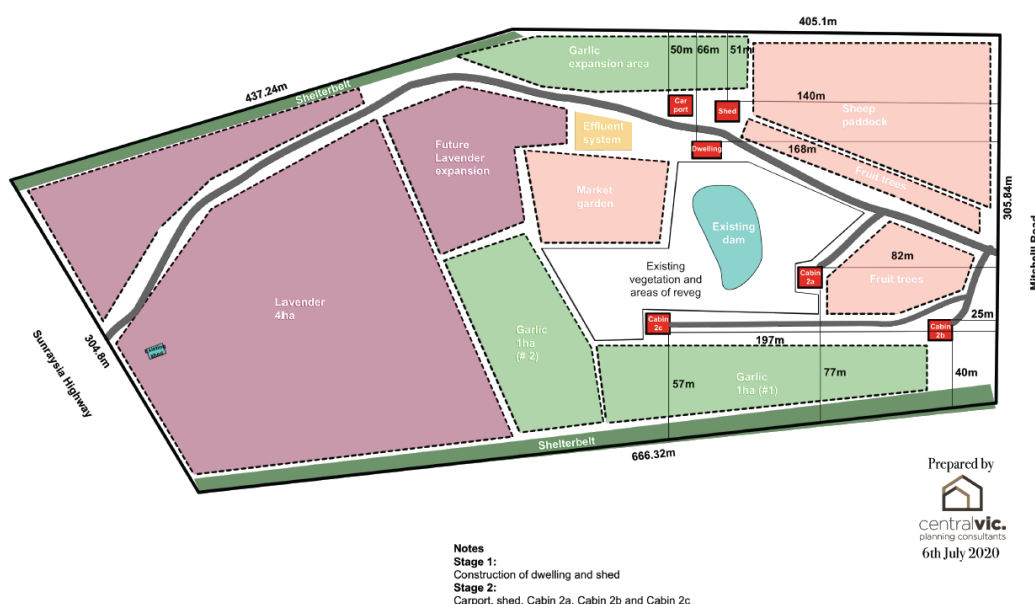 405.1m
Garlic
expansion area
50m
66m
51m
437.24m
Shelterbelt
Car
port
Shed
140m
Sheep
paddock
Effluent
system
Future
Lavender
expansion
Dwelling
168m
Fruit trees
305.84m
Market
garden
Existing
dam
Mitchell Road
82m
Existing
vegetation and
areas of reveg
Cabin
2a
Fruit trees
Lavender
4ha
Garlic
1ha
(# 2)
Cabin
2c
25m
Cabin
2b
304.8m
Sunraysia Highway
197m
57m
77m
40m
Garlic
1ha (#1)
Shelterbelt
666.32m
Prepared by
centralvic.
planning consultants
6th July 2020
Notes
Stage 1:
Construction of dwelling and shed
Stage 2:
Carport, shed, Cabin 2a, Cabin 2b and Cabin 2c